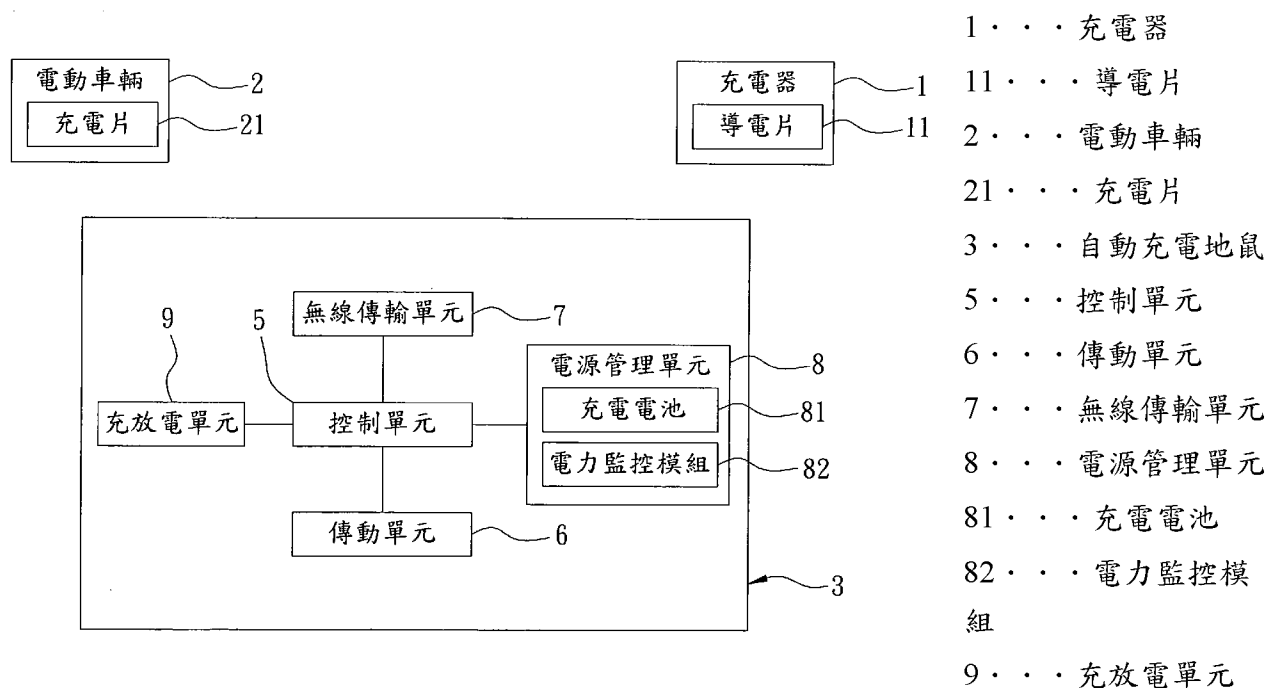 電動車輛
2
充電片
21
充電器
1
導電片
11
9
5
無線傳輸單元
7
電源管理單元
8
充放電單元
控制單元
充電電池
81
電力監控模組
82
傳動單元
6
3
1・・・充電器
11・・・導電片
2・・・電動車輛
21・・・充電片
3・・・自動充電地鼠
5・・・控制單元
6・・・傳動單元
7・・・無線傳輸單元
8・・・電源管理單元
81・・・充電電池
82・・・電力監控模
組
9・・・充放電單元